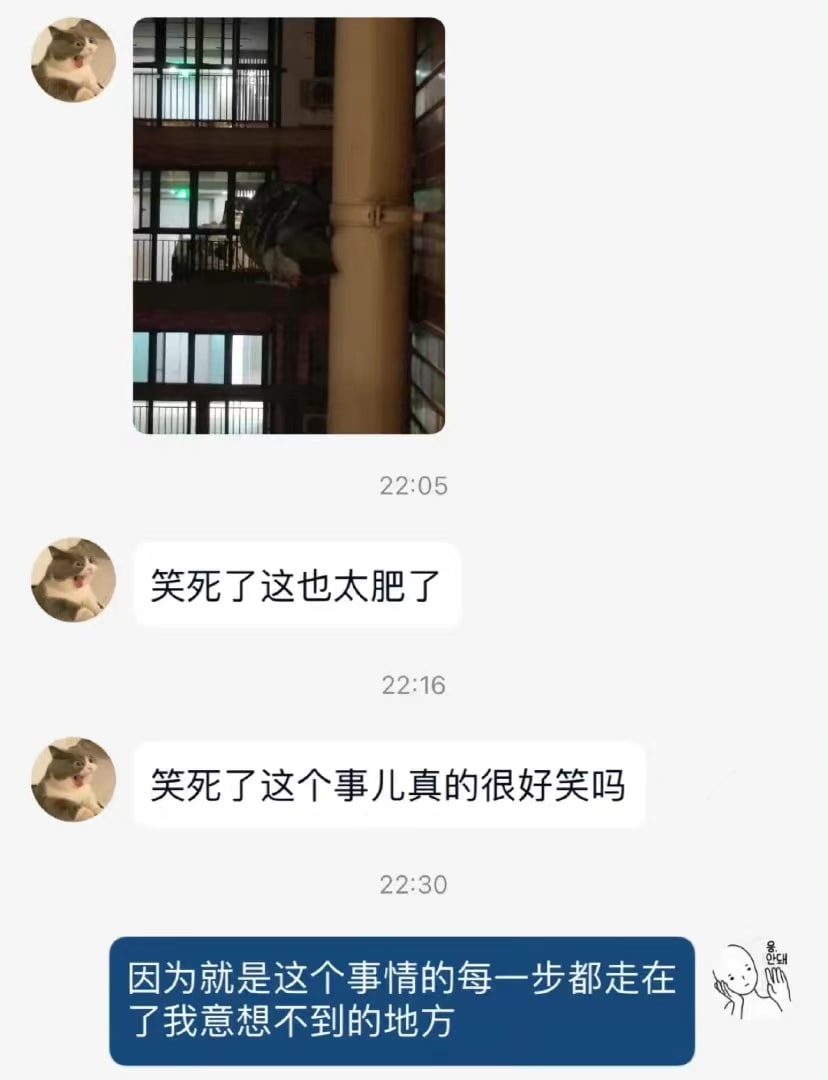 22:05
笑死了这也太肥了
22:16
笑死了这个事儿真的很好笑吗
22:30
因为就是这个事情的每一步都走在
了我意想不到的地方
응.
안돼